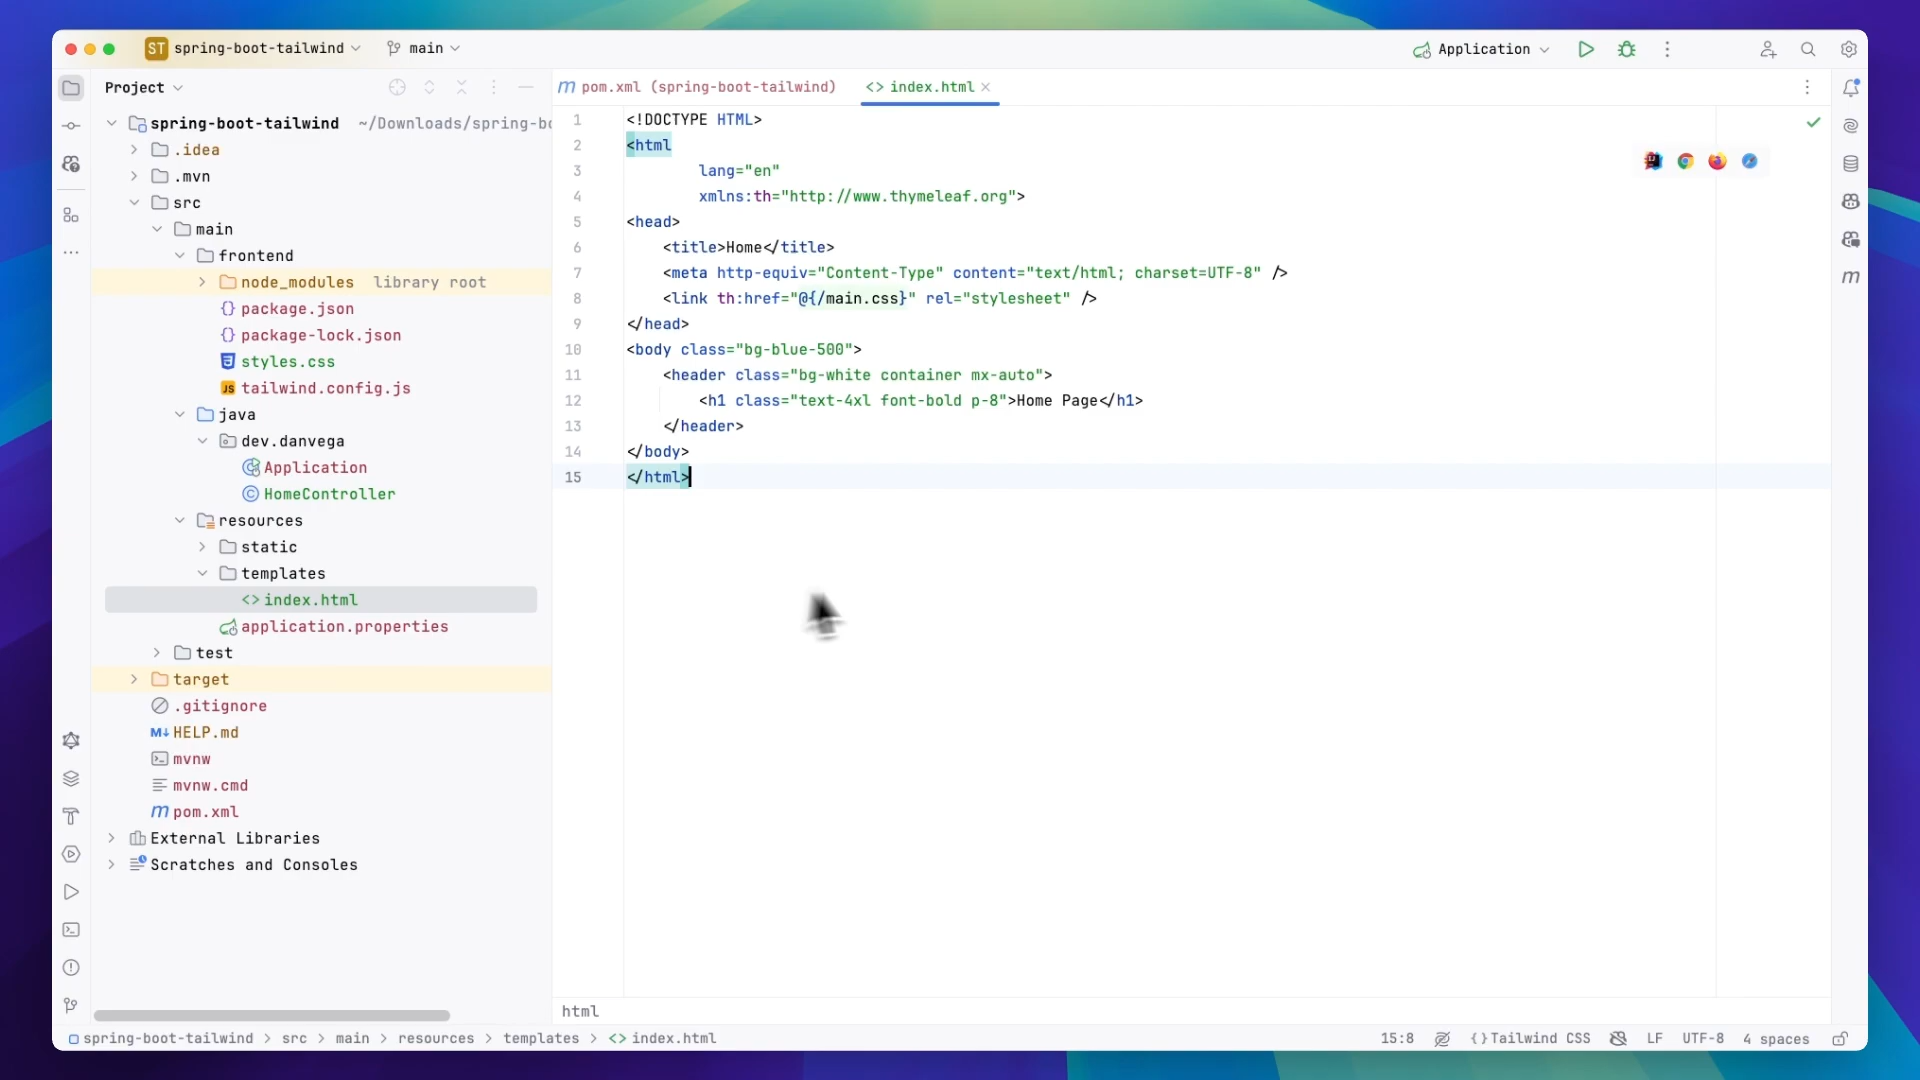 ST spring-boot-tailwind main Application
Project
m pom.xml (spring-boot-tailwind) <> index.html
spring-boot-tailwind ~/Downloads/spring-bo
.idea
.mvn
src
main
frontend
node_modules library root
{} package.json
{} package-lock.json
styles.css
JS tailwind.config.js
java
dev.danvega
Application
© HomeController
resources
static
templates
<> index.html
application.properties
test
target
.gitignore
M↓ HELP.md
mvnw
mvnw.cmd
m pom.xml
External Libraries
Scratches and Consoles
1 <!DOCTYPE HTML>
2 <html
3 lang="en"
4 xmlns:th="http://www.thymeleaf.org">
5 <head>
6 <title>Home</title>
7 <meta http-equiv="Content-Type" content="text/html; charset=UTF-8" />
8 <link th:href="@{/main.css}" rel="stylesheet" />
9 </head>
10 <body class="bg-blue-500">
11 <header class="bg-white container mx-auto">
12 <h1 class="text-4xl font-bold p-8">Home Page</h1>
13 </header>
14 </body>
15 </html>
m
html
spring-boot-tailwind > src > main > resources > templates > <> index.html
15:8 {} Tailwind CSS LF UTF-8 4 spaces